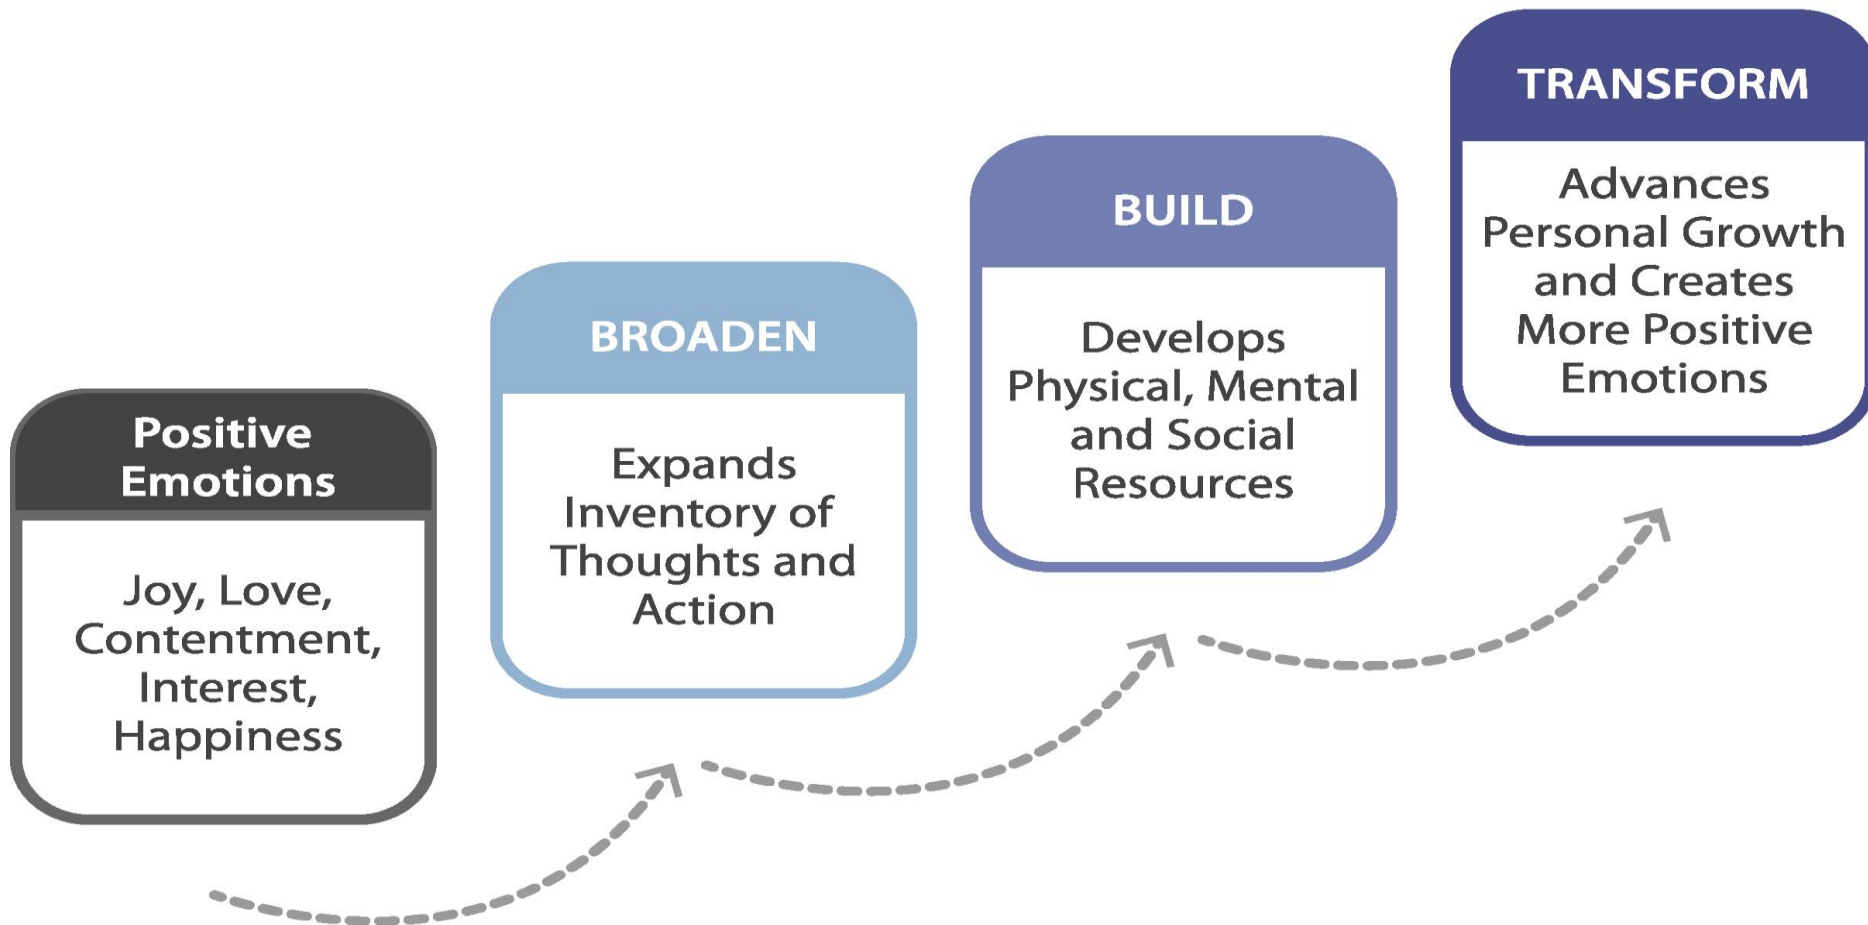 Positive
Emotions
Joy, Love,
Contentment,
Interest,
Happiness
BROADEN
Expands
Inventory of
Thoughts and
Action
BUILD
Develops
Physical, Mental
and Social
Resources
TRANSFORM
Advances
Personal Growth
and Creates
More Positive
Emotions